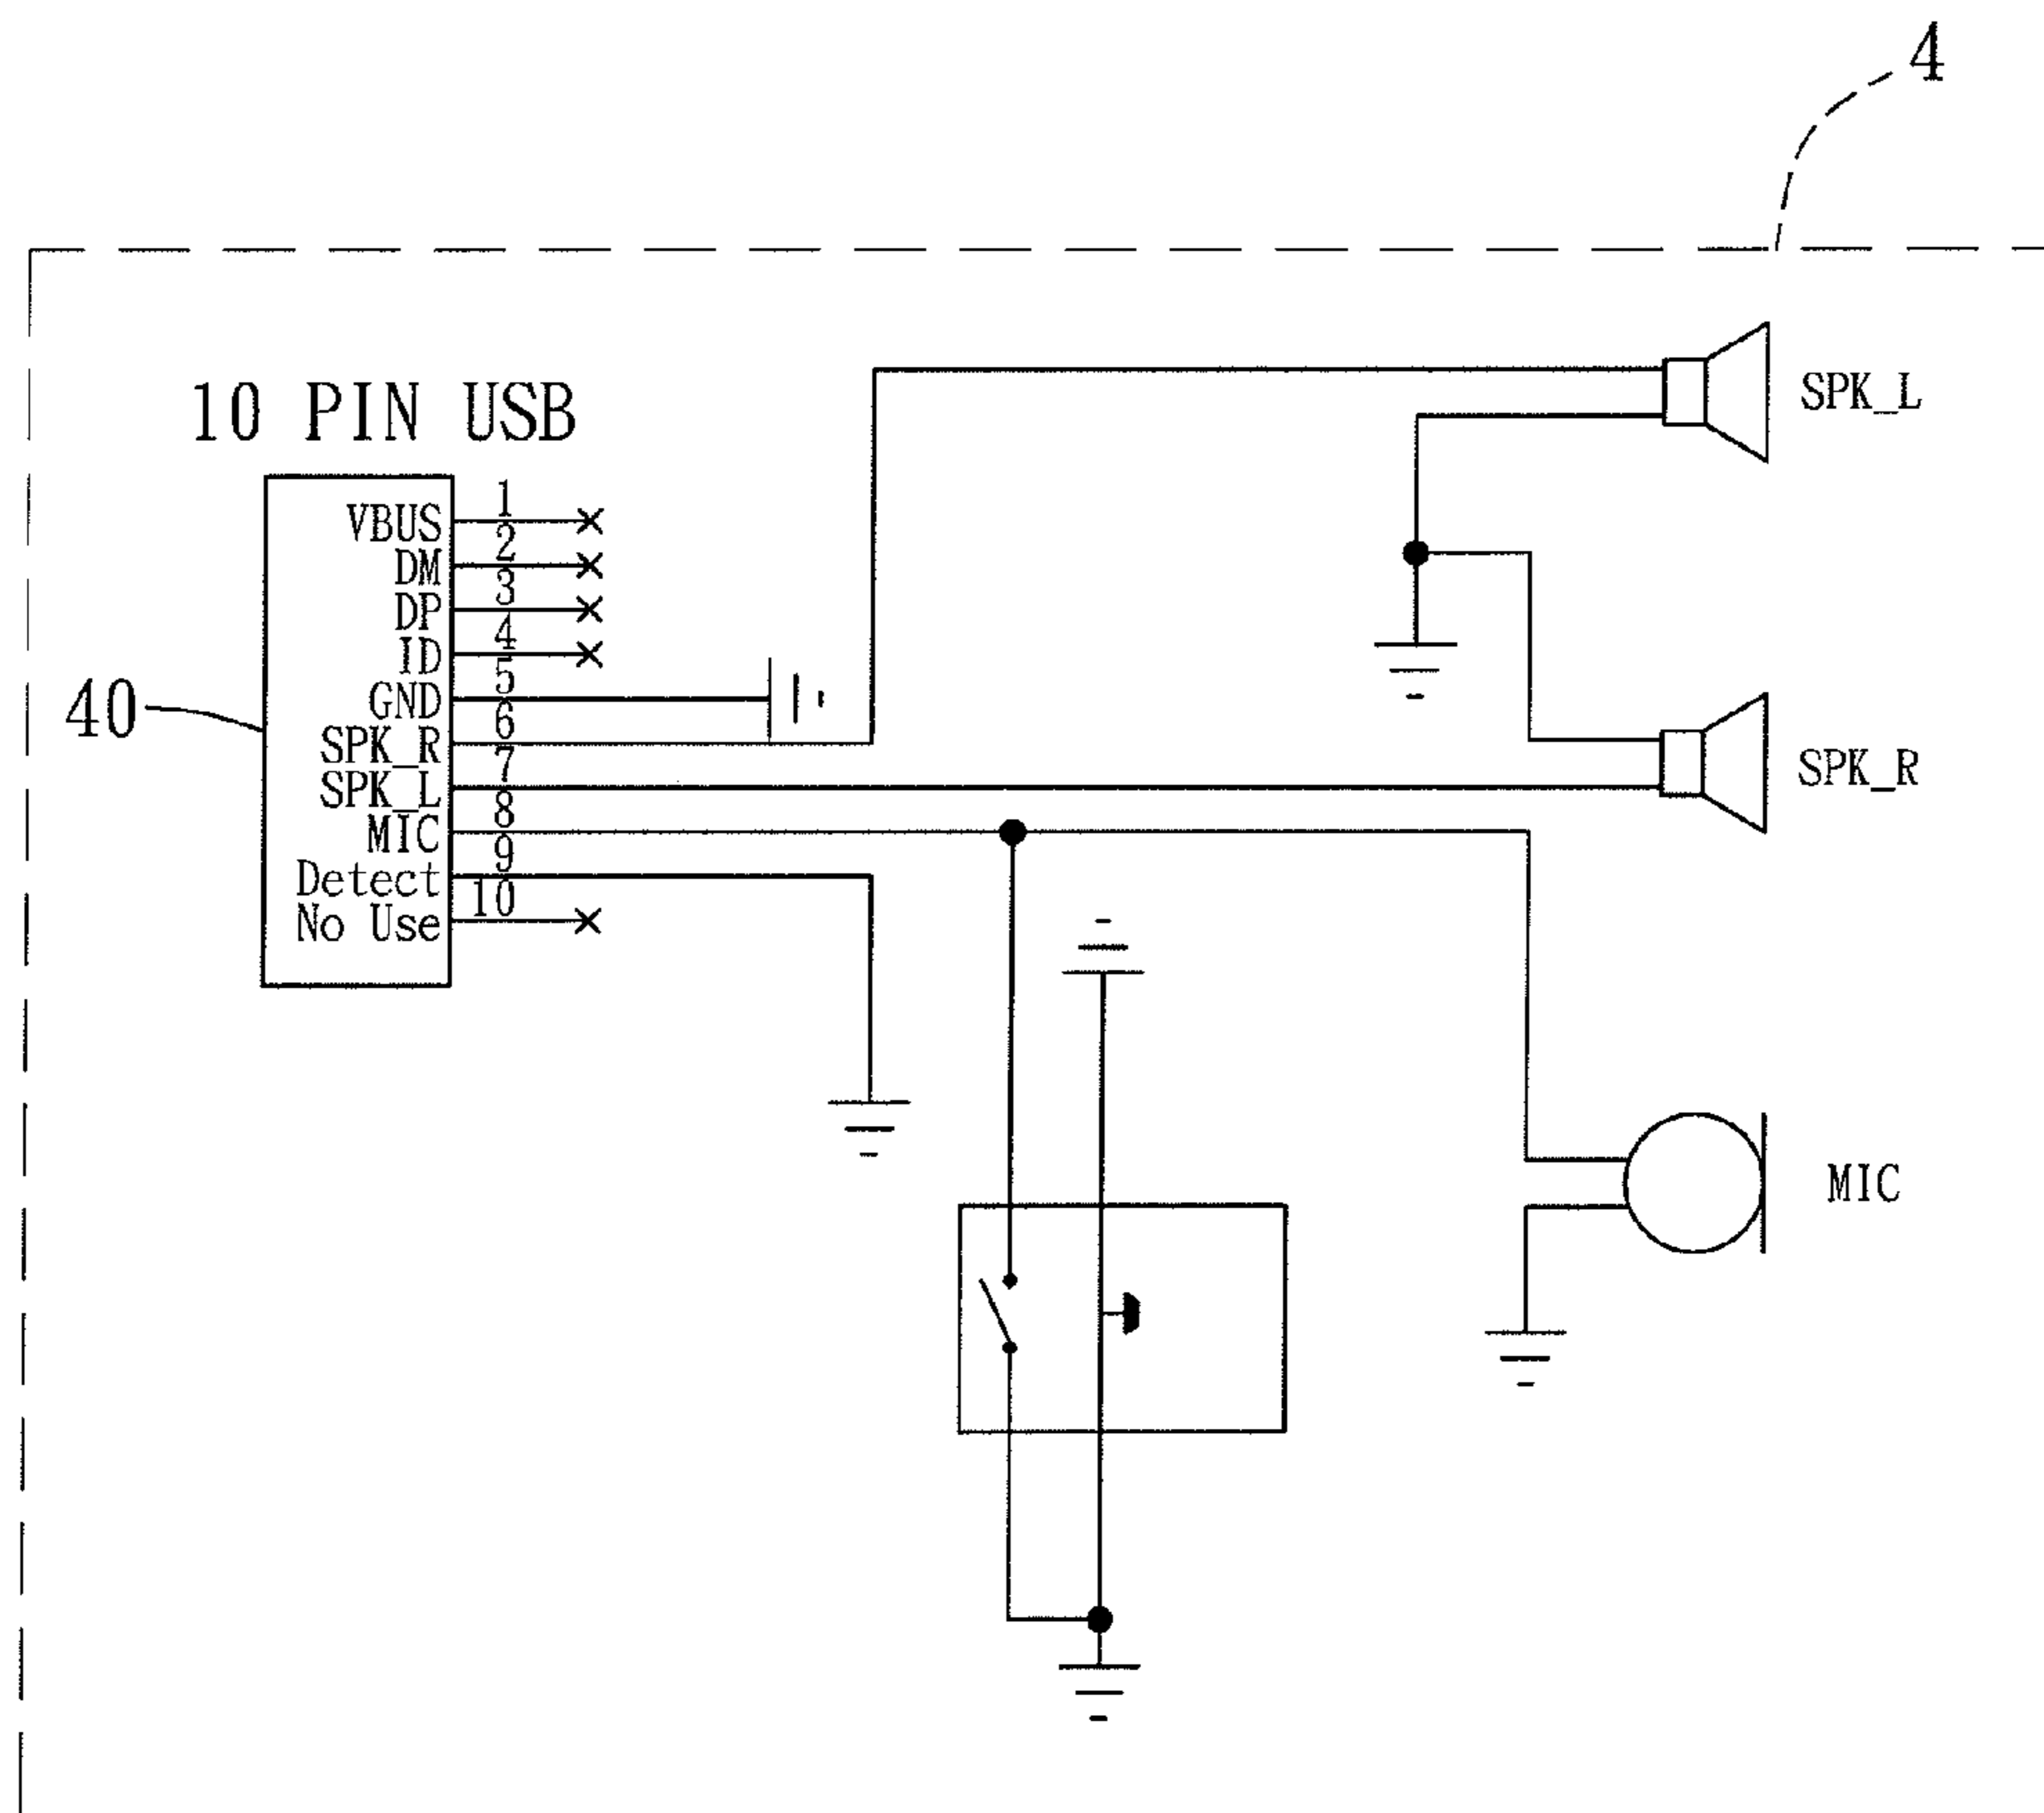 4
10 PIN USB
SPK_L
VBUS 1
DM 2
DP 3
ID 4
GND 5
SPK_R 6
SPK_L 7
MIC 8
Detect 9
No Use 10
40
SPK_R
MIC